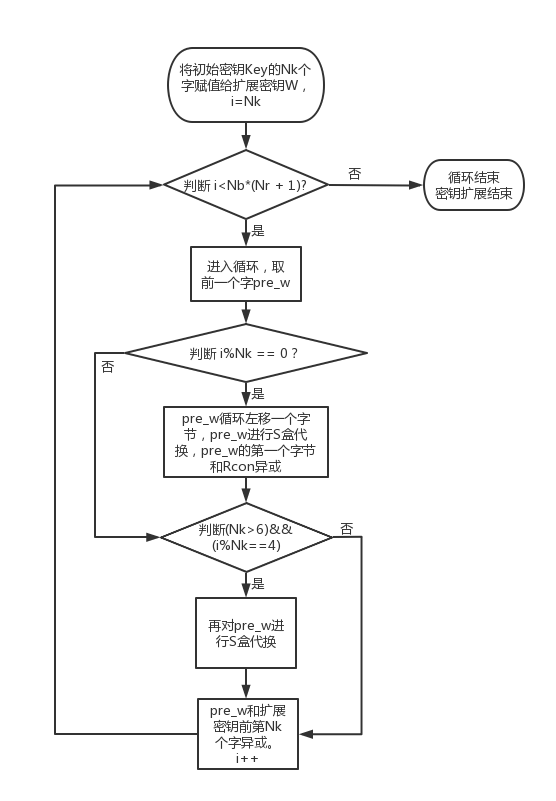 将初始密钥Key的Nk个
字赋值给扩展密钥W，
i=Nk
判断 i<Nb*(Nr + 1)?
否
循环结束
密钥扩展结束
是
进入循环，取
前一个字pre_w
判断 i%Nk == 0 ?
否
是
pre_w循环左移一个字
节，pre_w进行S盒代
换，pre_w的第一个字节
和Rcon异或
判断(Nk>6)&&
(i%Nk==4)
否
是
再对pre_w进
行S盒代换
pre_w和扩展
密钥前第Nk
个字异或。
i++